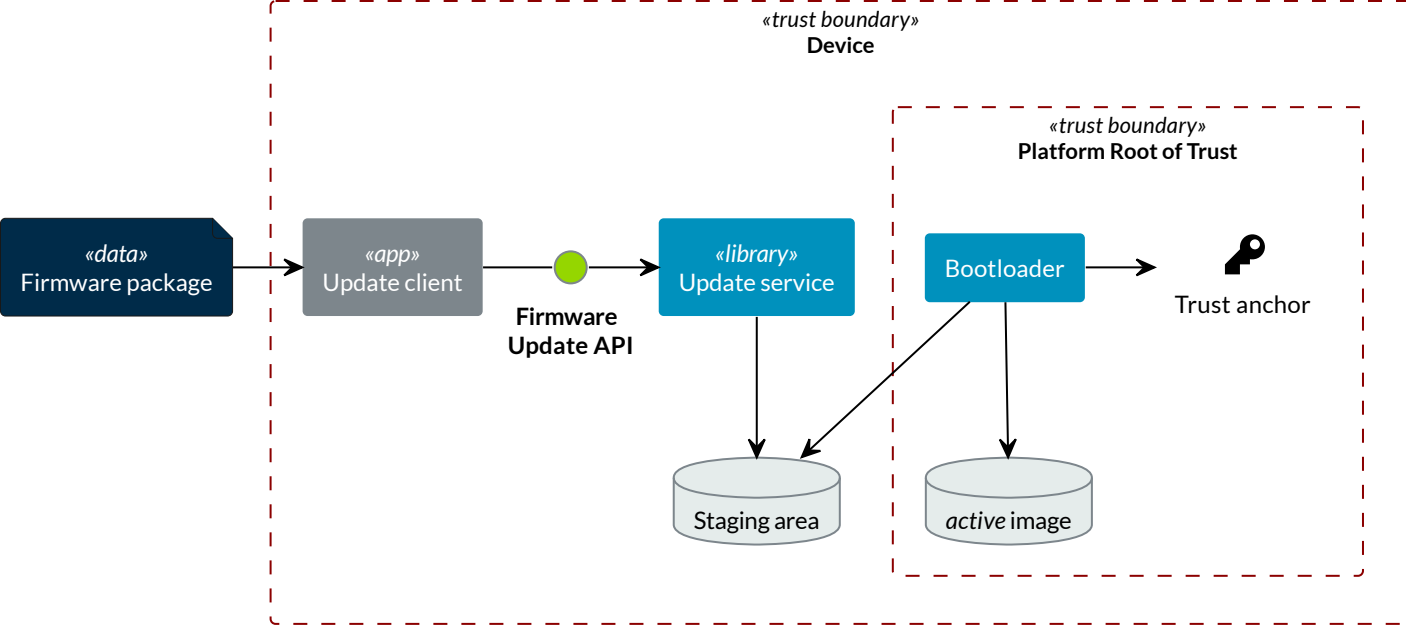 «trust boundary»
Device
«trust boundary»
Platform Root of Trust
«data»
Firmware package
«app»
Update client
Firmware
Update API
«library»
Update service
Bootloader
Trust anchor
Staging area
active image